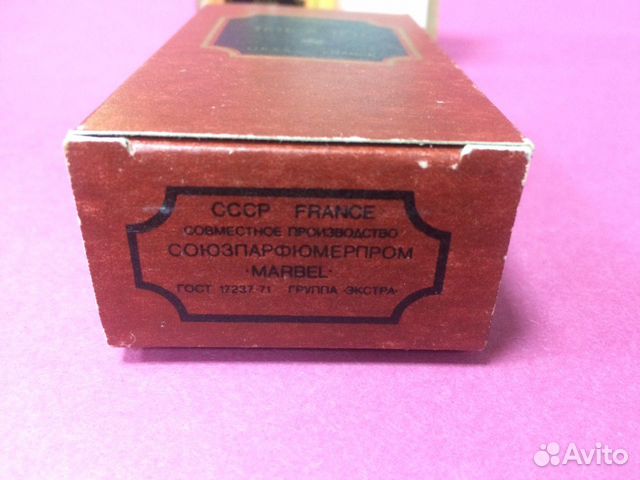 СССР FRANCE
СОВМЕСТНОЕ ПРОИЗВОДСТВО
СОЮЗПАРФЮМЕРПРОМ
·MARBEL·
ГОСТ 17237-71 ГРУППА ·ЭКСТРА·
Avito